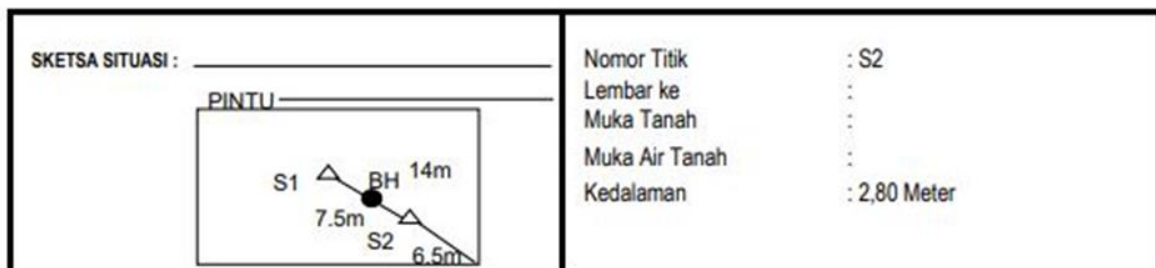 SKETSA SITUASI :
PINTU
S1 BH 14m
7.5m
S2
6.5m
Nomor Titik : S2
Lembar ke :
Muka Tanah :
Muka Air Tanah :
Kedalaman : 2,80 Meter